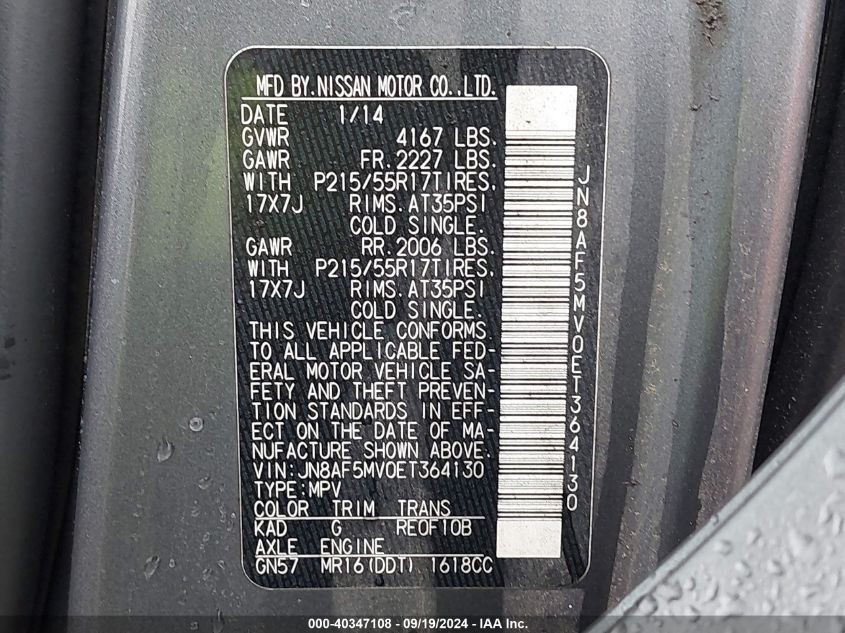 MFD BY.NISSAN MOTOR CO.,LTD.
DATE 1/14
GVWR 4167 LBS.
GAWR FR.2227 LBS.
WITH P215/55R17TIRES,
17X7J RIMS.AT35PSI
COLD SINGLE.
GAWR RR.2006 LBS.
WITH P215/55R17TIRES,
17X7J RIMS.AT35PSI
COLD SINGLE.
THIS VEHICLE CONFORMS
TO ALL APPLICABLE FED-
ERAL MOTOR VEHICLE SA-
FETY AND THEFT PREVEN-
TION STANDARDS IN EFF-
ECT ON THE DATE OF MA-
NUFACTURE SHOWN ABOVE.
VIN:JN8AF5MV0ET364130
TYPE:MPV
COLOR TRIM TRANS
KAD G RE0F10B
AXLE ENGINE
GN57 MR16(DDT) 1618CC
JN8AF5MV0ET364130
000-40347108 - 09/19/2024 - IAA Inc.